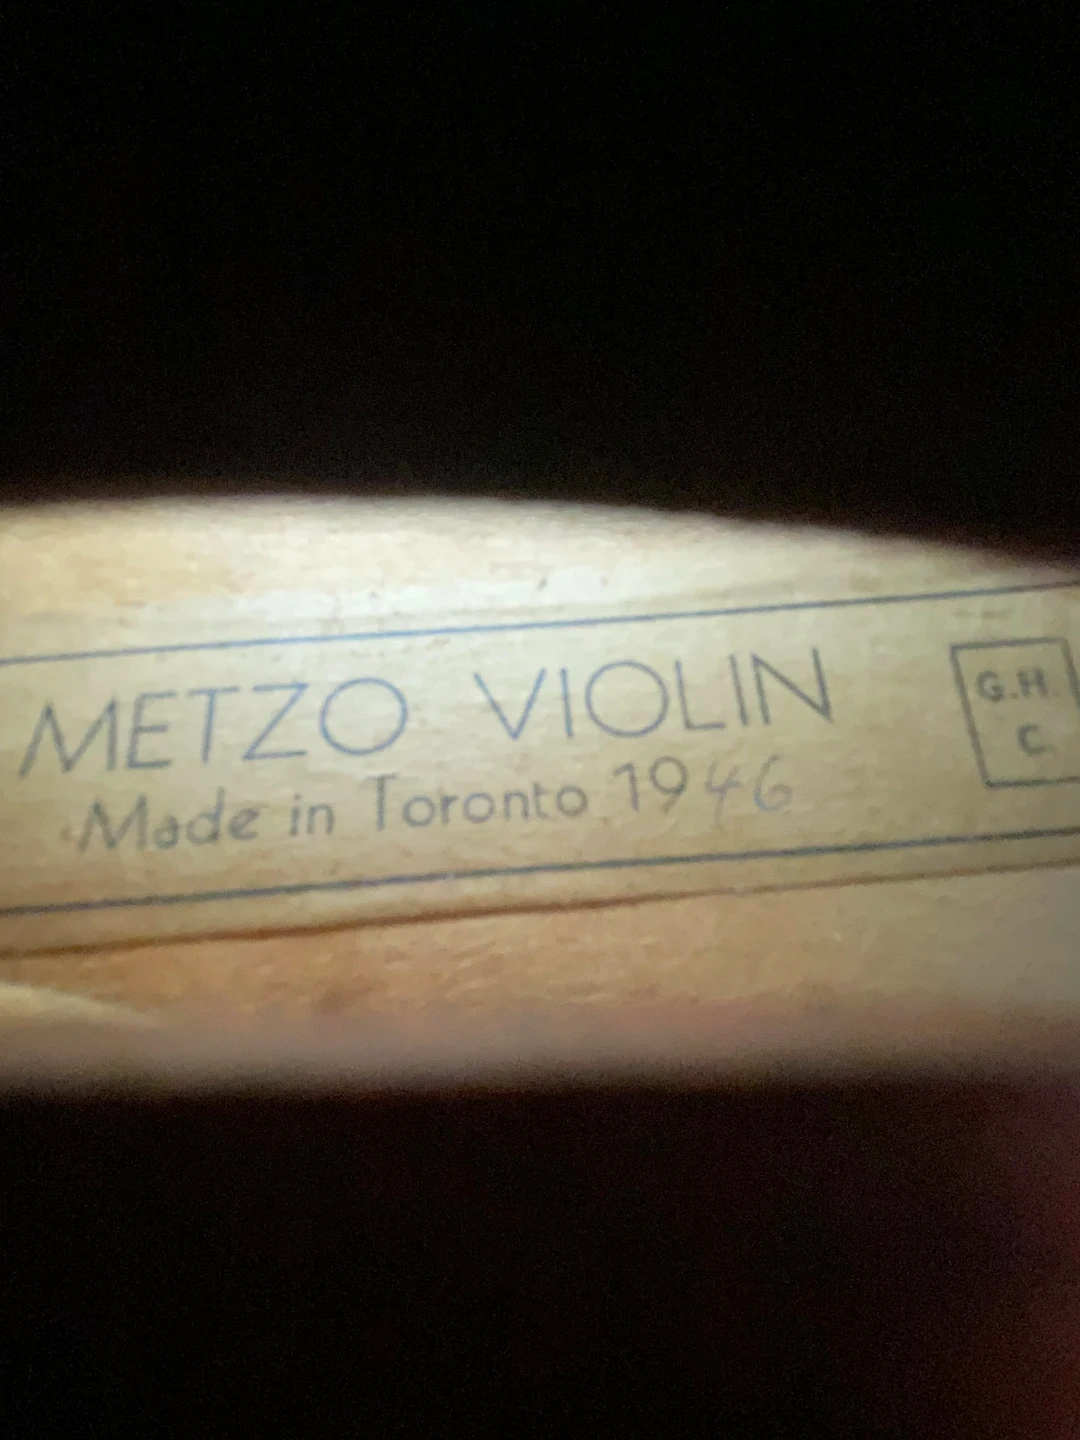 METZO VIOLIN
Made in Toronto 1946
G.H.
C